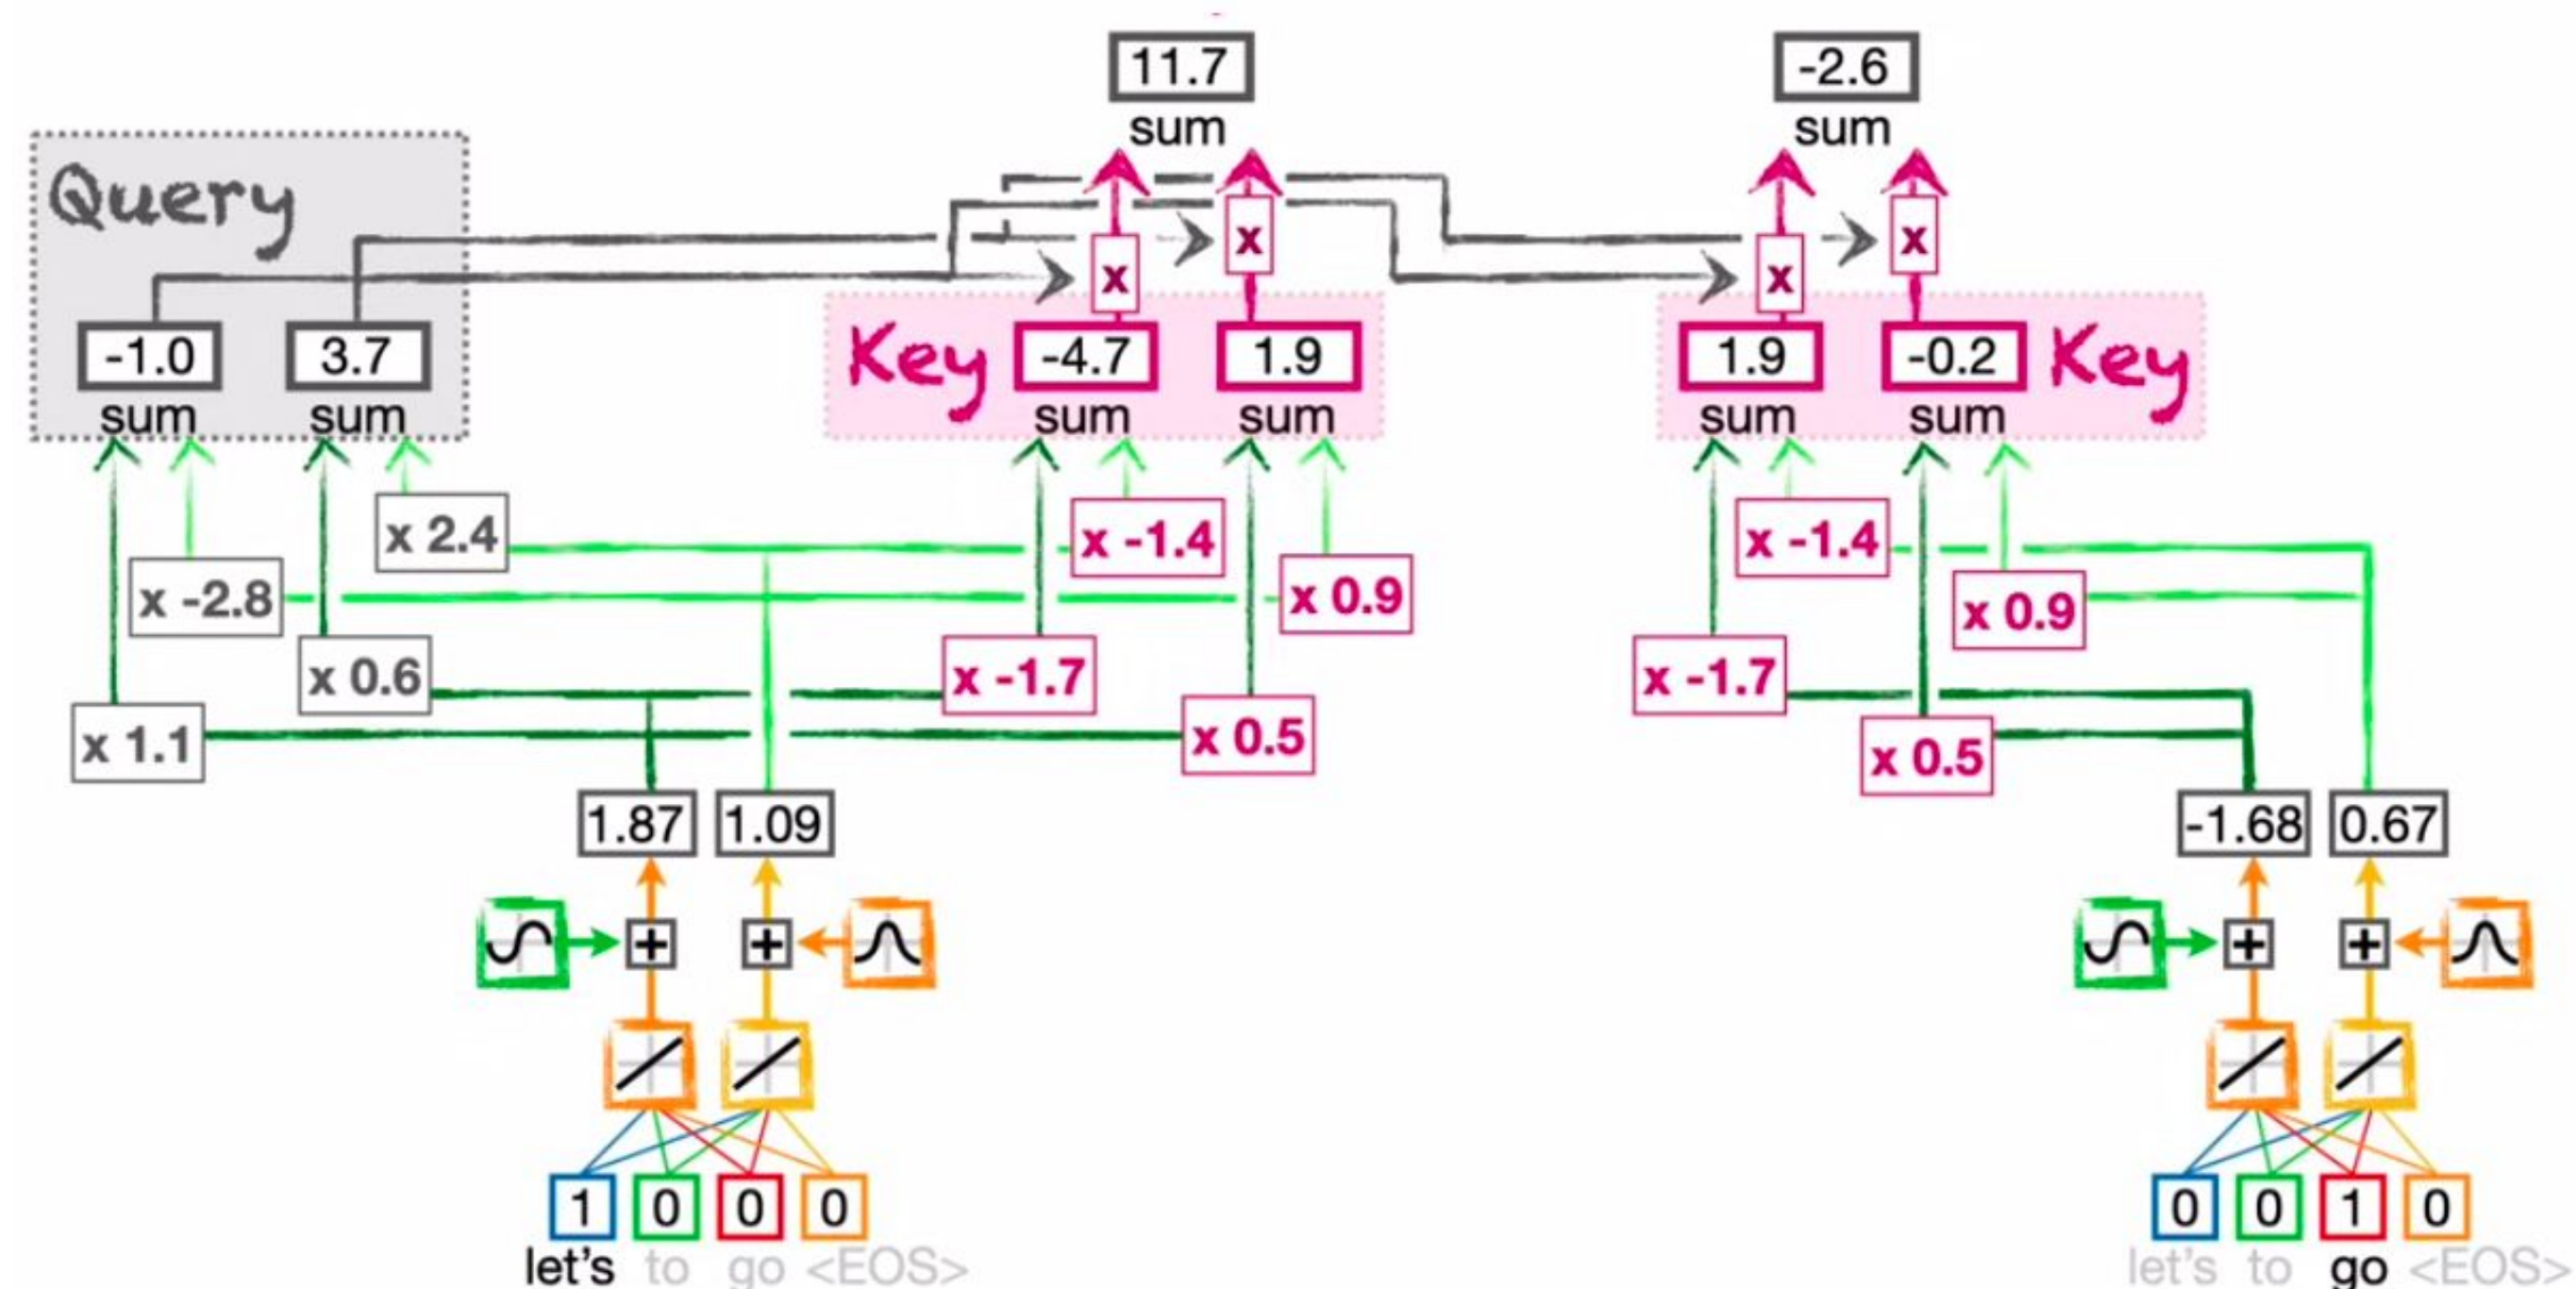 11.7 -2.6
sum sum
Query
x x
x x
-1.0 3.7 Key -4.7 1.9 1.9 -0.2 Key
sum sum sum sum sum sum
x 2.4 x -1.4 x -1.4
x -2.8 x 0.9 x 0.9
x 0.6 x -1.7 x -1.7
x 1.1 x 0.5 x 0.5
1.87 1.09 -1.68 0.67
+ + + +
1 0 0 0 0 0 1 0
let's to go <EOS> let's to go <EOS>